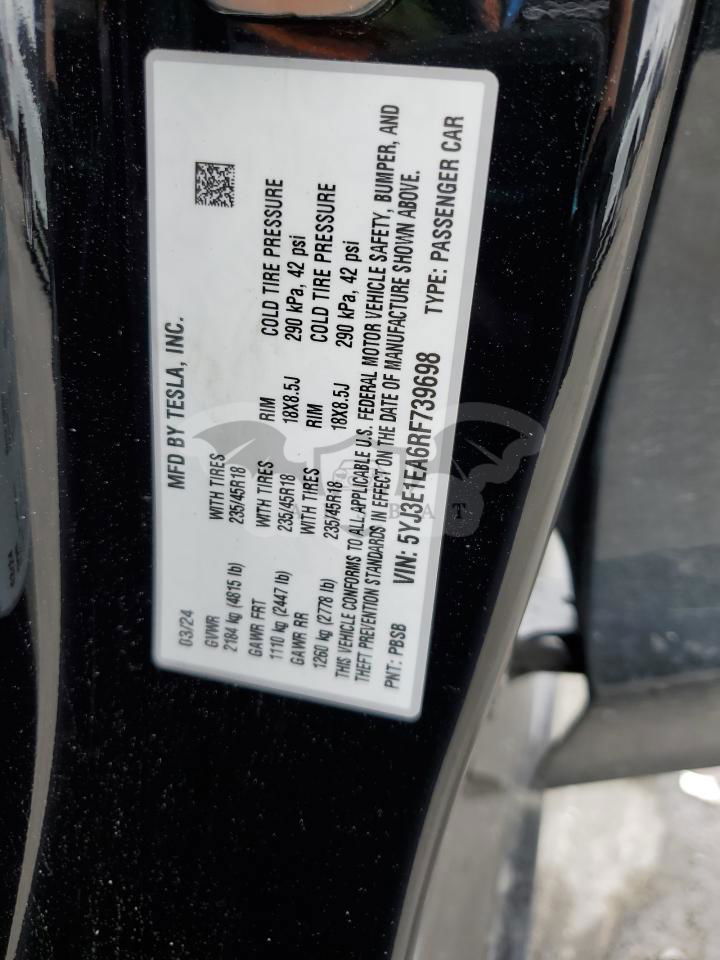 MFD BY TESLA, INC.
03/24
GVWR WITH TIRES RIM COLD TIRE PRESSURE
2184 kg (4815 lb) 235/45R18 18X8.5J 290 kPa, 42 psi
GAWR FRT WITH TIRES RIM COLD TIRE PRESSURE
1110 kg (2447 lb) 235/45R18 18X8.5J 290 kPa, 42 psi
GAWR RR WITH TIRES
1260 kg (2778 lb) 235/45R18
THIS VEHICLE CONFORMS TO ALL APPLICABLE U.S. FEDERAL MOTOR VEHICLE SAFETY, BUMPER, AND
THEFT PREVENTION STANDARDS IN EFFECT ON THE DATE OF MANUFACTURE SHOWN ABOVE.
PNT: PBSB VIN: 5YJ3E1EA6RF739698 TYPE: PASSENGER CAR